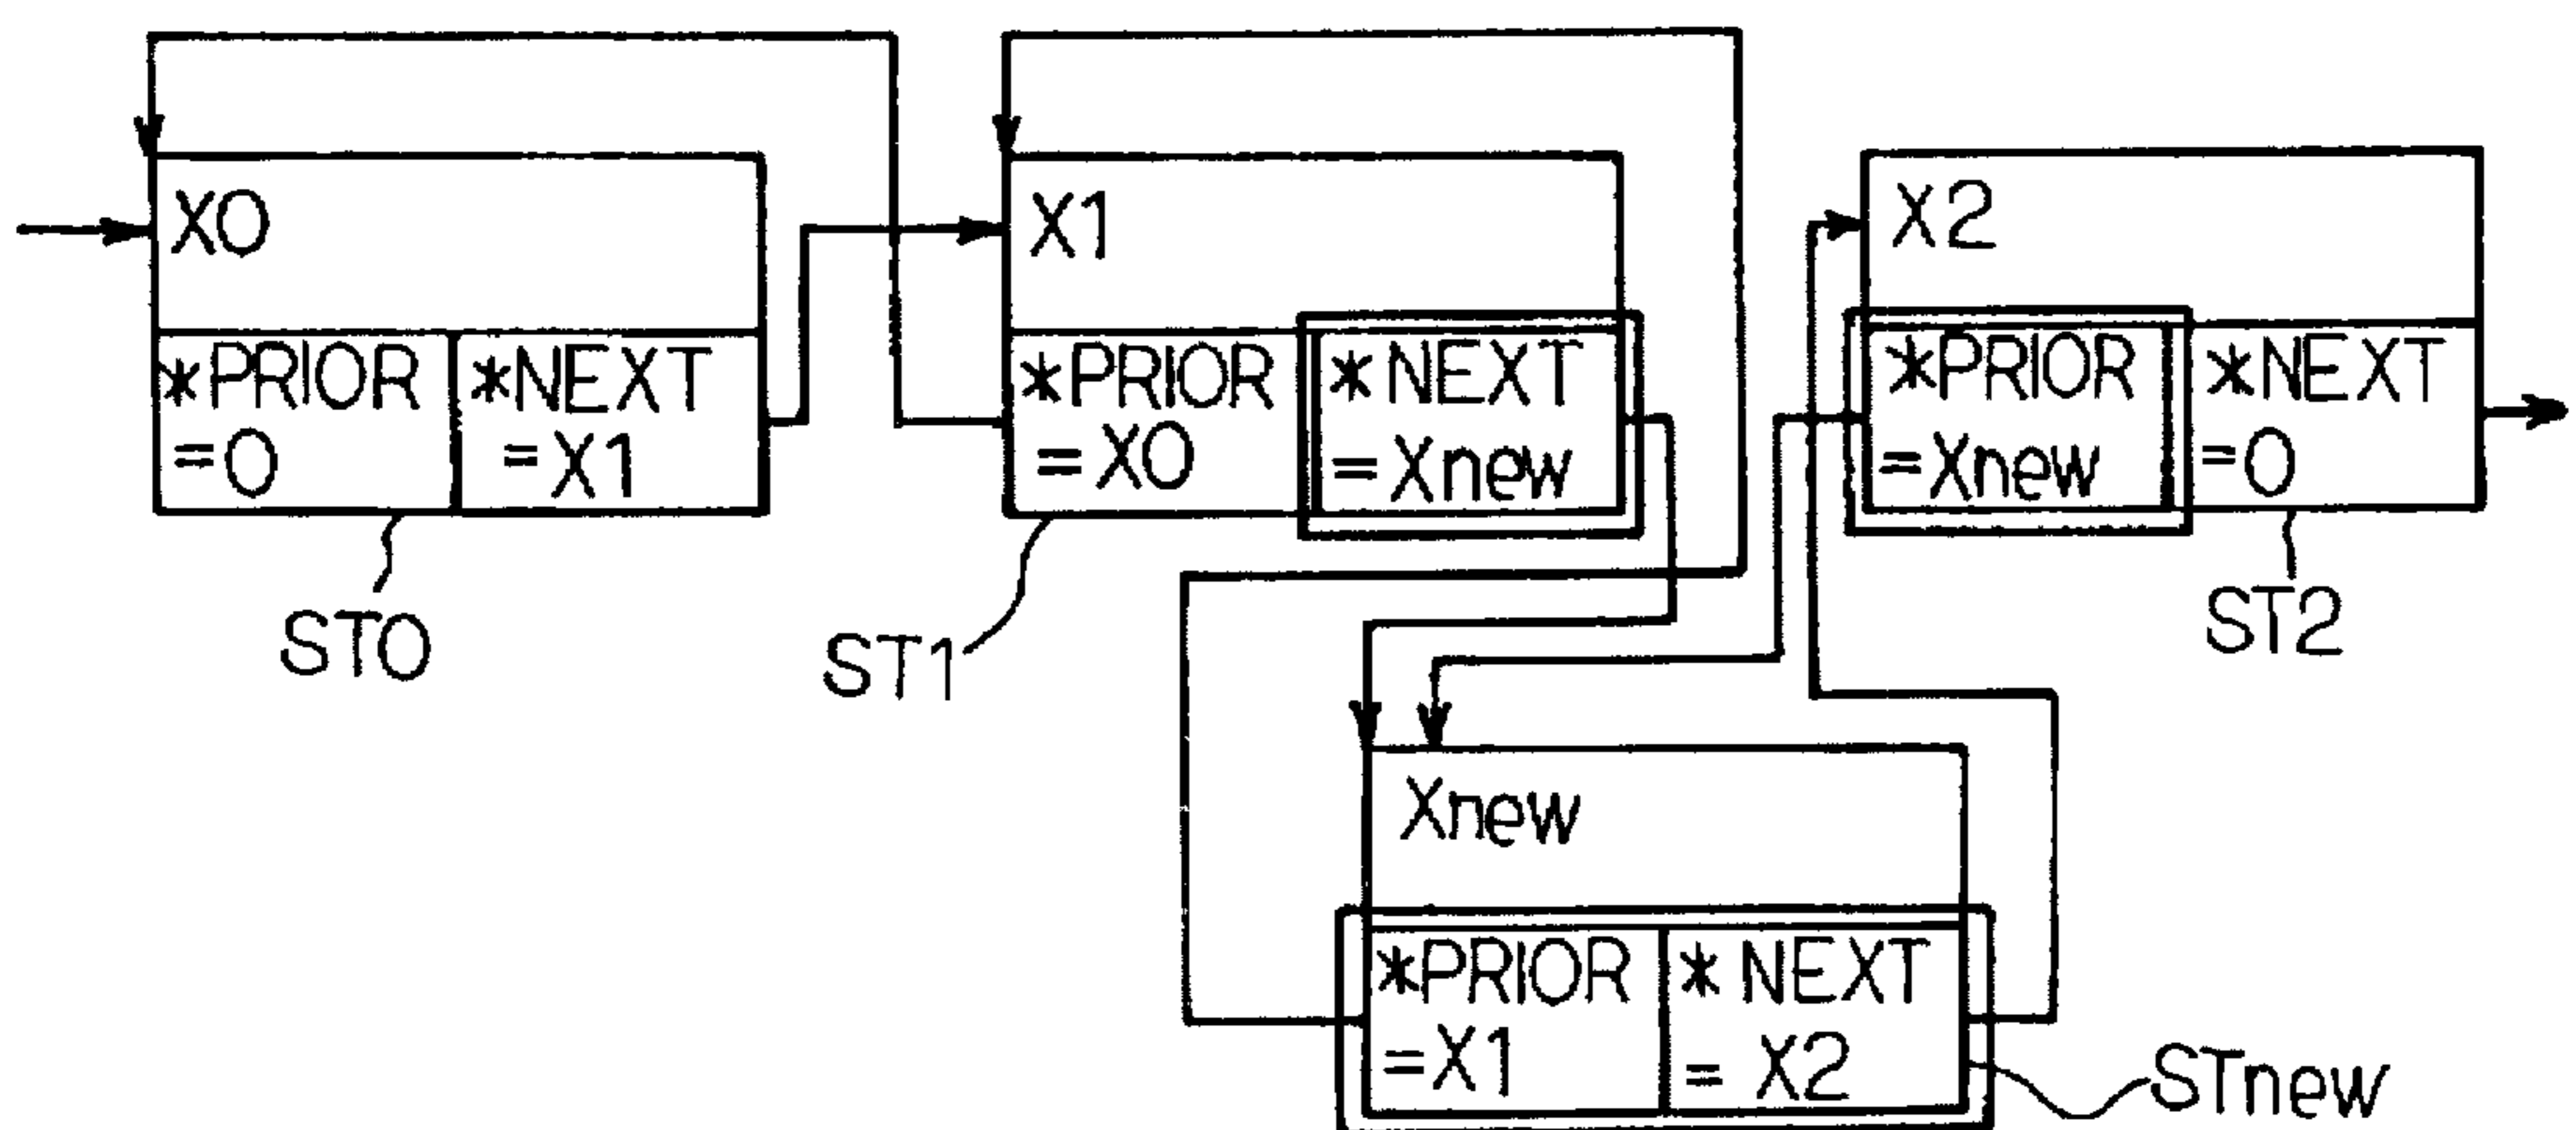 X0
*PRIOR
=0
*NEXT
=X1
ST0
X1
*PRIOR
=X0
*NEXT
=Xnew
ST1
X2
*PRIOR
=Xnew
*NEXT
=0
ST2
Xnew
*PRIOR
=X1
*NEXT
= X2
STnew